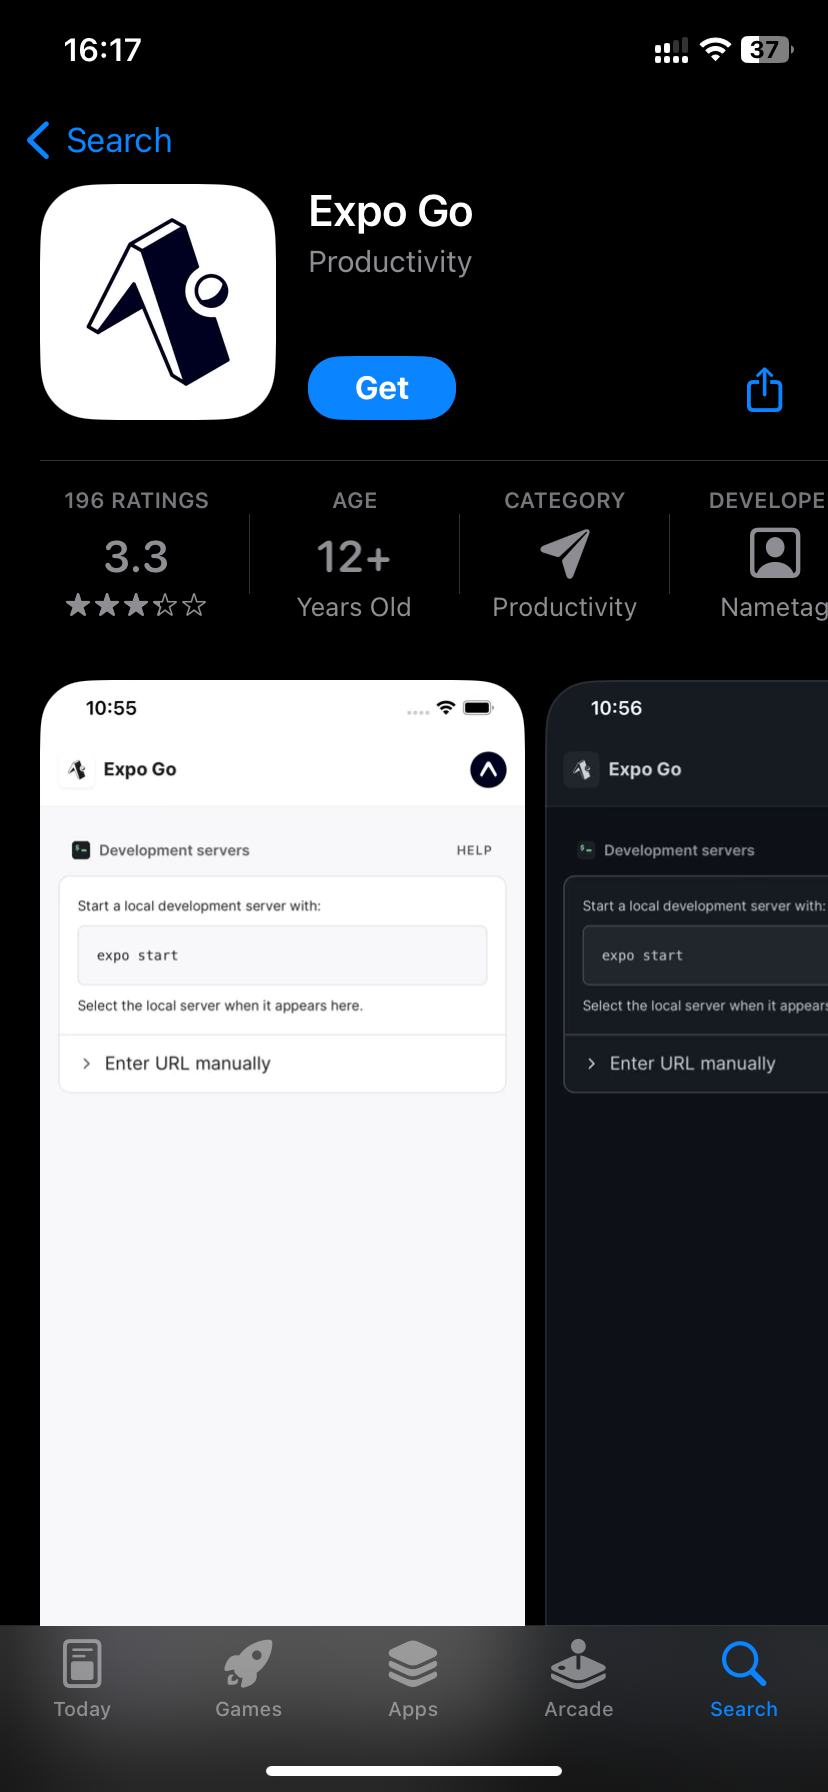 16:17
37
Search
Expo Go
Productivity
Get
196 RATINGS
AGE
CATEGORY
DEVELOPE
3.3
12+
Years Old
Productivity
Nametag
10:55
Expo Go
Development servers
HELP
Start a local development server with:
expo start
Select the local server when it appears here.
Enter URL manually
10:56
Expo Go
Development servers
Start a local development server with:
expo start
Select the local server when it appears
Enter URL manually
Today
Games
Apps
Arcade
Search